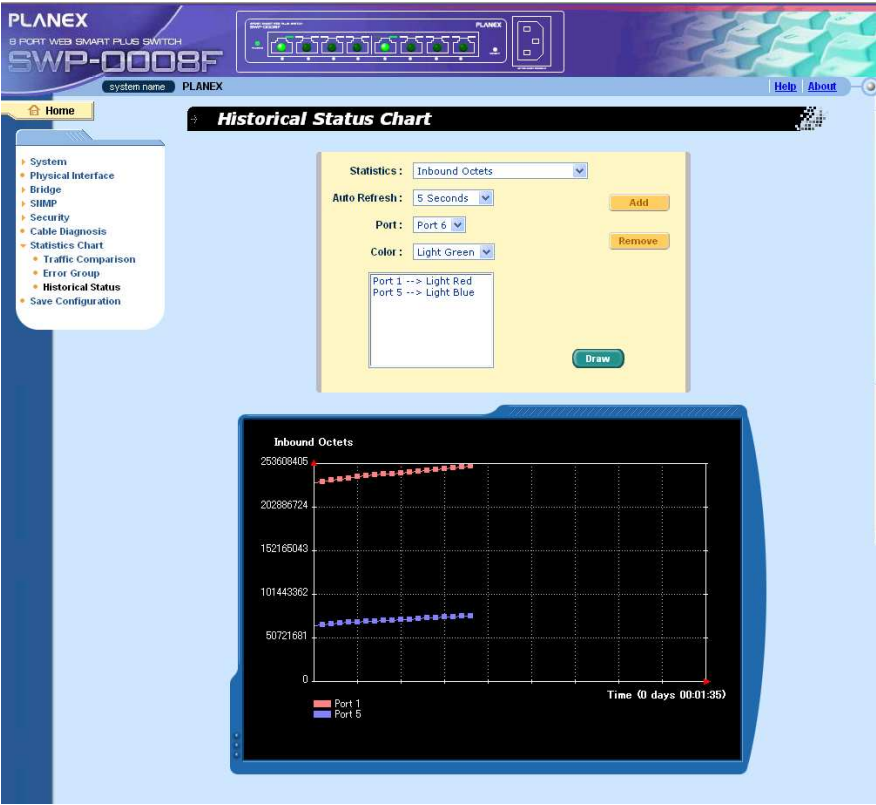 PLANEX
8 PORT WEB SMART PLUS SWITCH
SWP-0008F
PLANEX
system name PLANEX
Help About
Home
Historical Status Chart
System
Physical Interface
Bridge
SNMP
Security
Cable Diagnosis
Statistics Chart
Traffic Comparison
Error Group
Historical Status
Save Configuration
Statistics : Inbound Octets
Auto Refresh : 5 Seconds
Port : Port 6
Color : Light Green
Add
Remove
Port 1 --> Light Red
Port 5 --> Light Blue
Draw
Inbound Octets
253608405
202886724
152165043
101443362
50721681
0
Time (0 days 00:01:35)
Port 1
Port 5